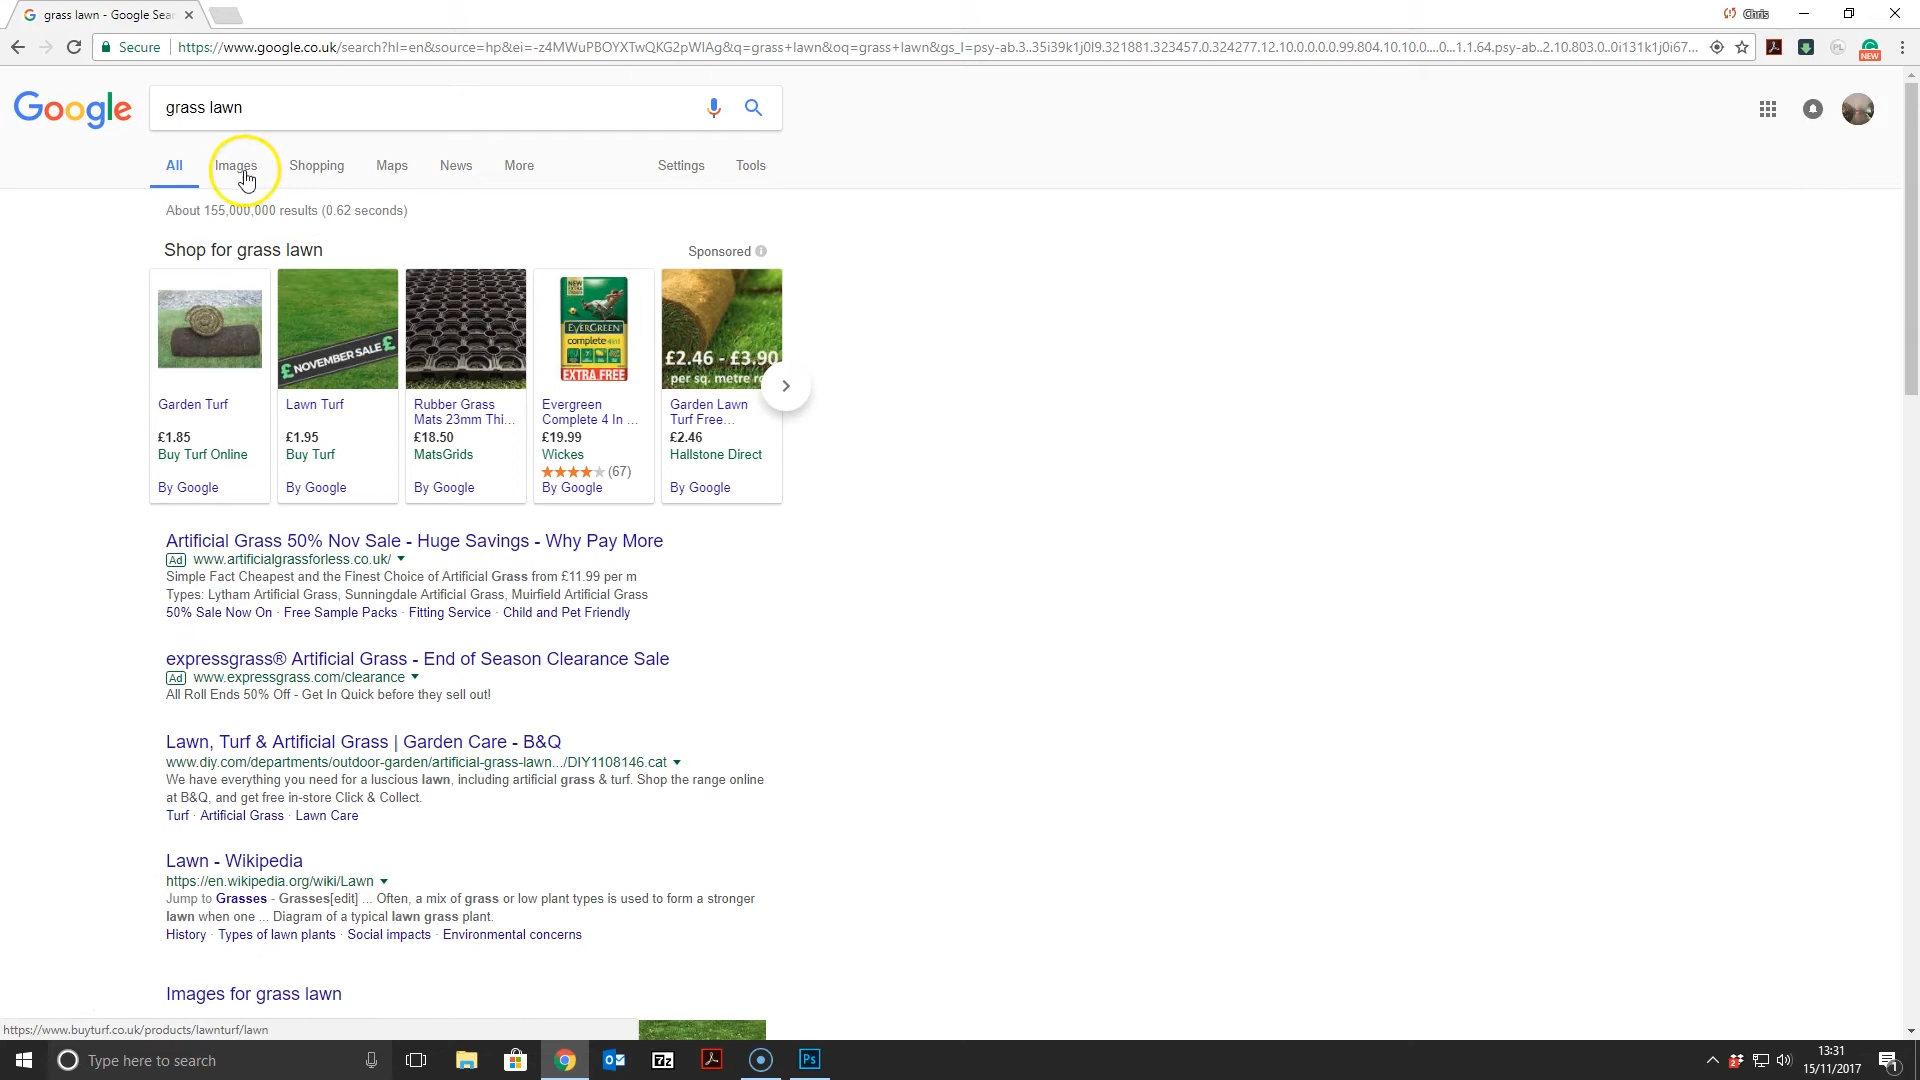 grass lawn - Google Sear
Chris
Secure
https://www.google.co.uk/search?hl=en&source=hp&ei=-z4MWuPBOYXTwQKG2pWIAg&q=grass+lawn&oq=grass+lawn&gs_l=psy-ab.3..35i39k1j0l9.321881.323457.0.324277.12.10.0.0.0.0.99.804.10.10.0....0...1.1.64.psy-ab..2.10.803.0..0i131k1j0i67...
NEW
Google
grass lawn
All
Images
Shopping
Maps
News
More
Settings
Tools
About 155,000,000 results (0.62 seconds)
Shop for grass lawn
Sponsored
£ NOVEMBER SALE £
NEW
EVERGREEN
complete 4in1
EXTRA FREE
£2.46 - £3.90
per sq. metre ro
Garden Turf
£1.85
Buy Turf Online
By Google
Lawn Turf
£1.95
Buy Turf
By Google
Rubber Grass
Mats 23mm Thi...
£18.50
MatsGrids
By Google
Evergreen
Complete 4 In ...
£19.99
Wickes
(67)
By Google
Garden Lawn
Turf Free...
£2.46
Hallstone Direct
By Google
Artificial Grass 50% Nov Sale - Huge Savings - Why Pay More
Ad www.artificialgrassforless.co.uk/
Simple Fact Cheapest and the Finest Choice of Artificial Grass from £11.99 per m
Types: Lytham Artificial Grass, Sunningdale Artificial Grass, Muirfield Artificial Grass
50% Sale Now On · Free Sample Packs · Fitting Service · Child and Pet Friendly
expressgrass® Artificial Grass - End of Season Clearance Sale
Ad www.expressgrass.com/clearance
All Roll Ends 50% Off - Get In Quick before they sell out!
Lawn, Turf & Artificial Grass | Garden Care - B&Q
www.diy.com/departments/outdoor-garden/artificial-grass-lawn.../DIY1108146.cat
We have everything you need for a luscious lawn, including artificial grass & turf. Shop the range online
at B&Q, and get free in-store Click & Collect.
Turf · Artificial Grass · Lawn Care
Lawn - Wikipedia
https://en.wikipedia.org/wiki/Lawn
Jump to Grasses - Grasses[edit] ... Often, a mix of grass or low plant types is used to form a stronger
lawn when one ... Diagram of a typical lawn grass plant.
History · Types of lawn plants · Social impacts · Environmental concerns
Images for grass lawn
https://www.buyturf.co.uk/products/lawnturf/lawn
Type here to search
7z
Ps
13:31
15/11/2017
1